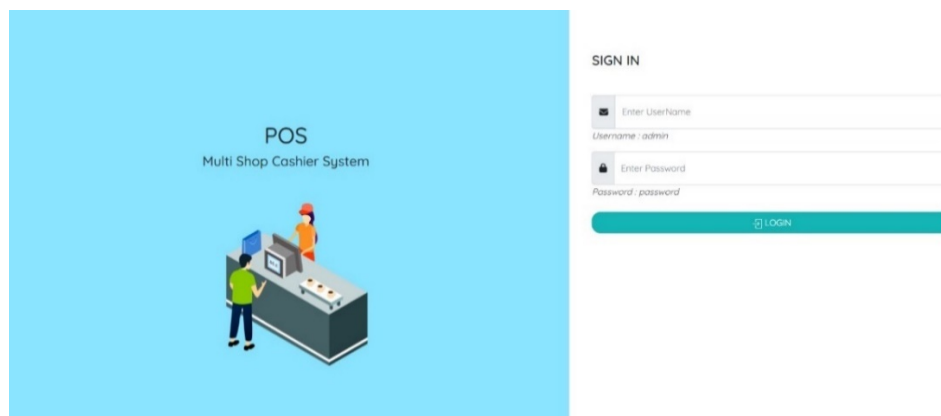 POS
Multi Shop Cashier System
SIGN IN
Enter UserName
Username : admin
Enter Password
Password : password
LOGIN